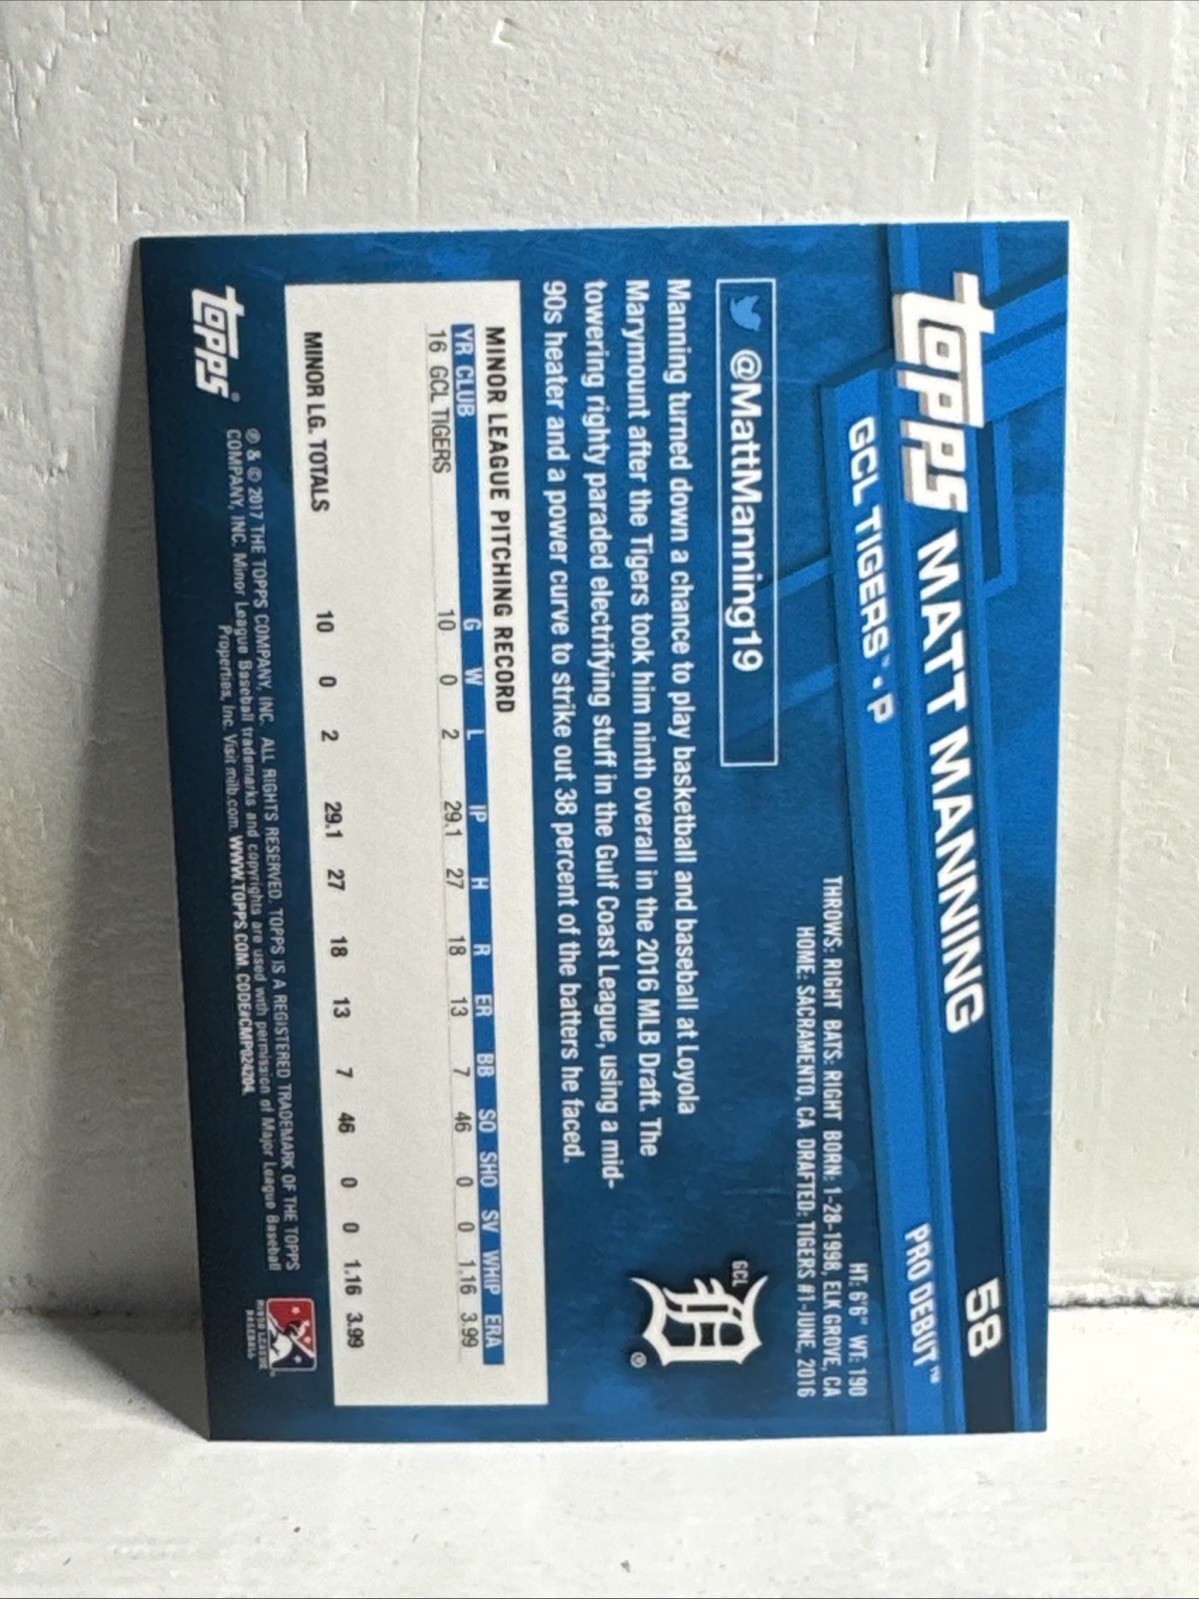 topps MATT MANNING 58
GCL TIGERS® • P PRO DEBUT™
HT: 6'6" WT: 190
THROWS: RIGHT BATS: RIGHT BORN: 1-28-1998, ELK GROVE, CA
HOME: SACRAMENTO, CA DRAFTED: TIGERS #1-JUNE, 2016
@MattManning19
GCL
D ®
Manning turned down a chance to play basketball and baseball at Loyola
Marymount after the Tigers took him ninth overall in the 2016 MLB Draft. The
towering righty paraded electrifying stuff in the Gulf Coast League, using a mid-
90s heater and a power curve to strike out 38 percent of the batters he faced.
MINOR LEAGUE PITCHING RECORD
YR CLUB G W L IP H R ER BB SO SHO SV WHIP ERA
16 GCL TIGERS 10 0 2 29.1 27 18 13 7 46 0 0 1.16 3.99
MINOR LG. TOTALS 10 0 2 29.1 27 18 13 7 46 0 0 1.16 3.99
topps®
℗ & © 2017 THE TOPPS COMPANY, INC. ALL RIGHTS RESERVED. TOPPS IS A REGISTERED TRADEMARK OF THE TOPPS
COMPANY, INC. Minor League Baseball trademarks and copyrights are used with permission of Major League Baseball
Properties, Inc. Visit milb.com. WWW.TOPPS.COM. CODE#CMP024204.
MINOR LEAGUE
BASEBALL™